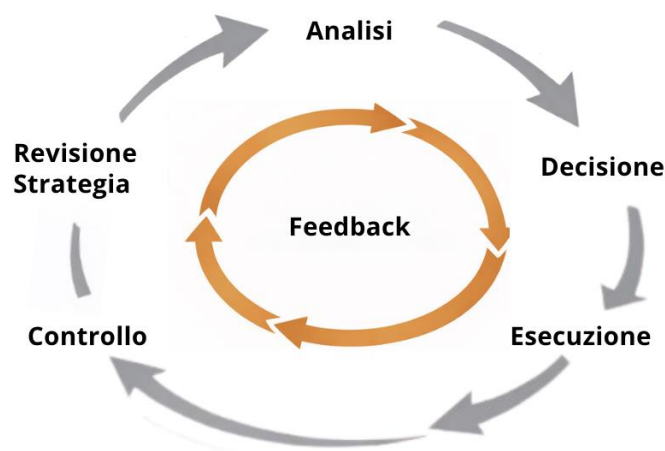 Analisi
Decisione
Esecuzione
Controllo
Revisione
Strategia
Feedback